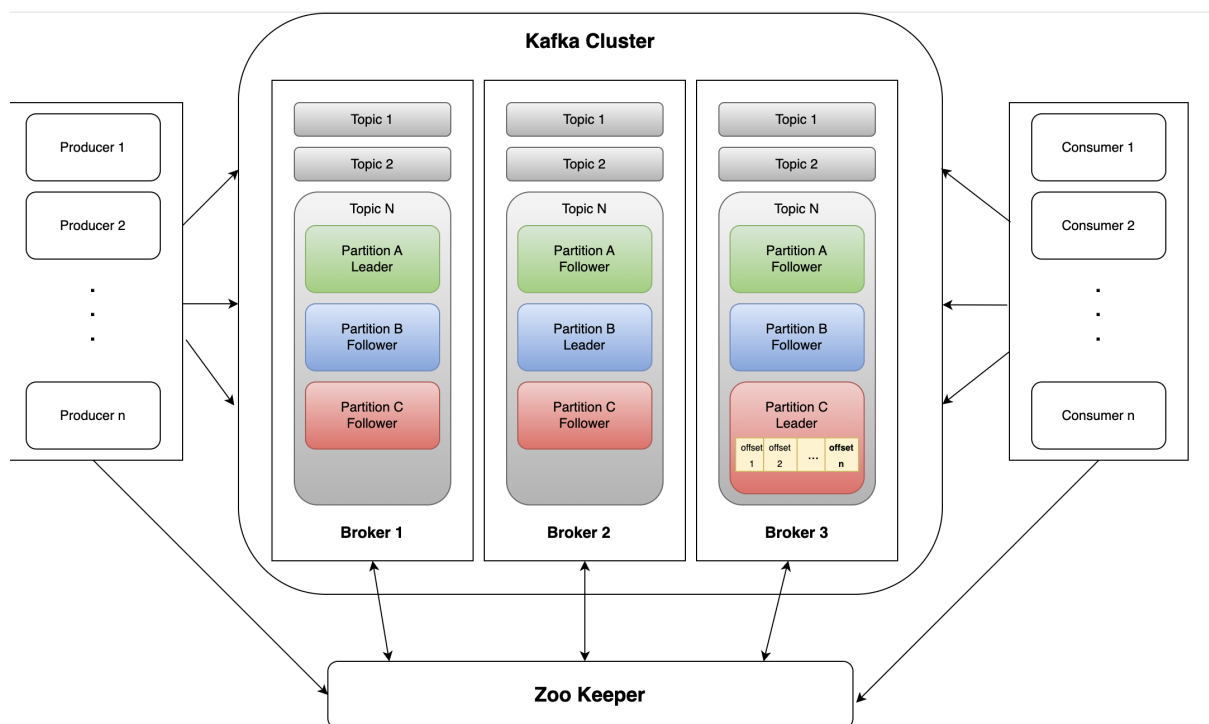 Kafka Cluster
Producer 1
Producer 2
.
.
.
Producer n
Topic 1
Topic 2
Topic N
Partition A
Leader
Partition B
Follower
Partition C
Follower
Broker 1
Topic 1
Topic 2
Topic N
Partition A
Follower
Partition B
Leader
Partition C
Follower
Broker 2
Topic 1
Topic 2
Topic N
Partition A
Follower
Partition B
Follower
Partition C
Leader
offset
1
offset
2
...
offset
n
Broker 3
Consumer 1
Consumer 2
.
.
.
Consumer n
Zoo Keeper